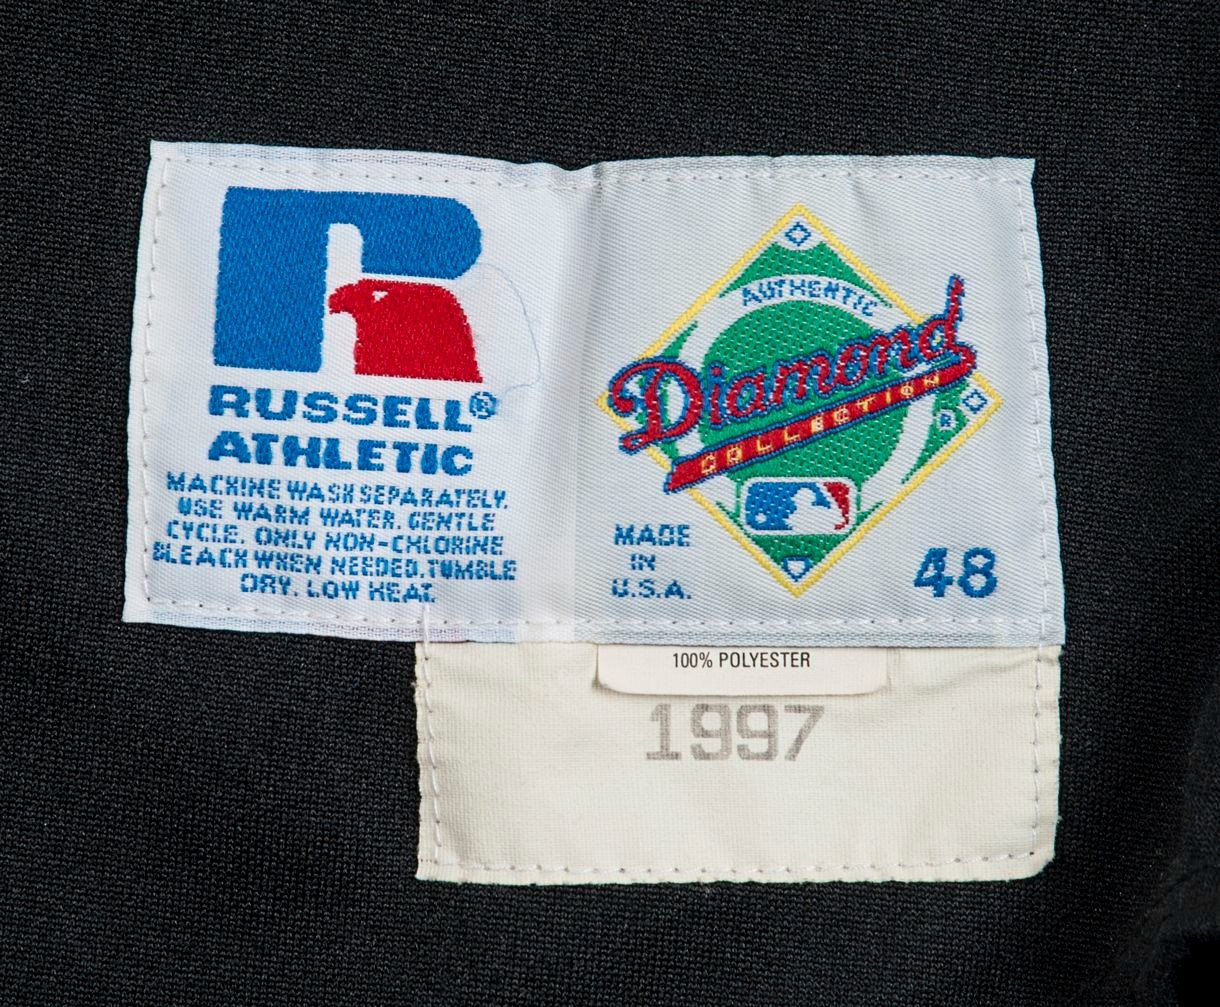 RUSSELL®
ATHLETIC
MACHINE WASH SEPARATELY.
USE WARM WATER. GENTLE
CYCLE. ONLY NON-CHLORINE
BLEACH WHEN NEEDED. TUMBLE
DRY. LOW HEAT.
AUTHENTIC
Diamond
COLLECTION
®
MADE
IN
U.S.A.
48
100% POLYESTER
1997